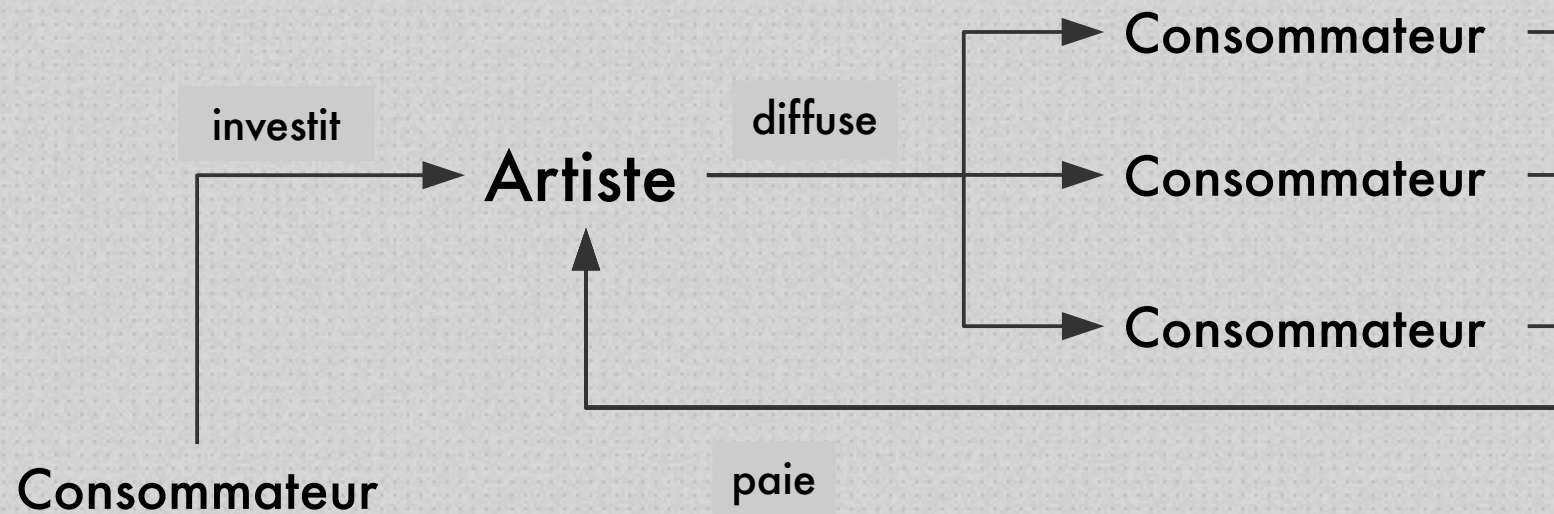 Consommateur
investit
diffuse
Artiste
Consommateur
Consommateur
paie
Consommateur